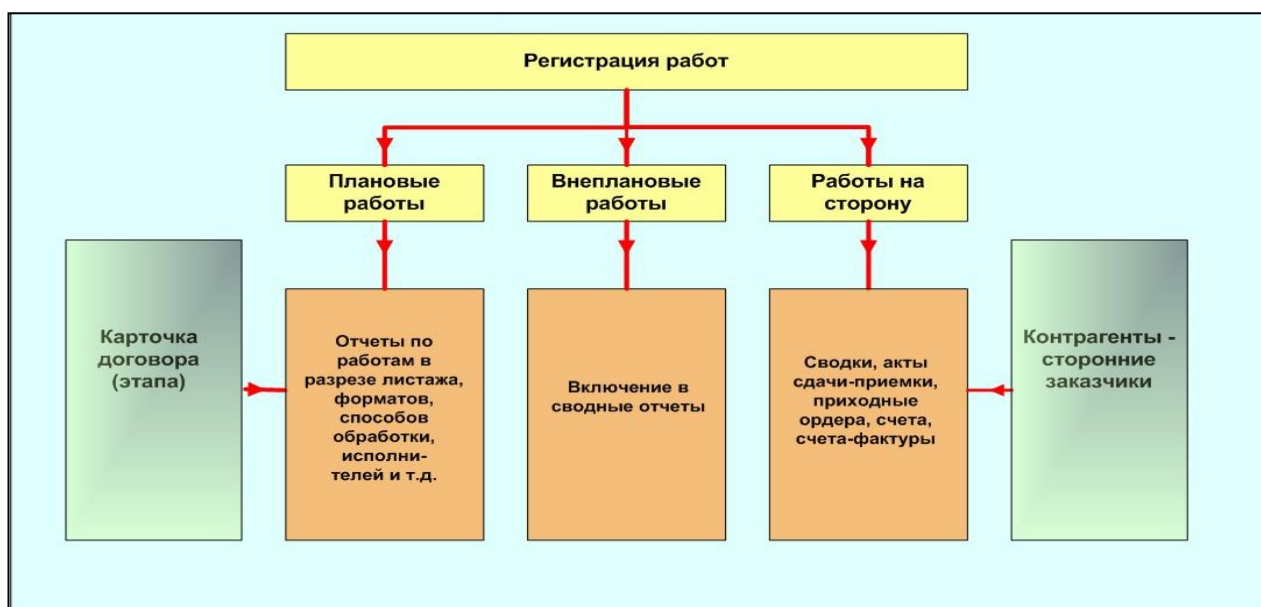 Регистрация работ
Плановые
работы
Внеплановые
работы
Работы на
сторону
Карточка
договора
(этапа)
Отчеты по
работам в
разрезе листажа,
форматов,
способов
обработки,
исполни-
телей и т.д.
Включение в
сводные отчеты
Сводки, акты
сдачи-приемки,
приходные
ордера, счета,
счета-фактуры
Контрагенты -
сторонние
заказчики